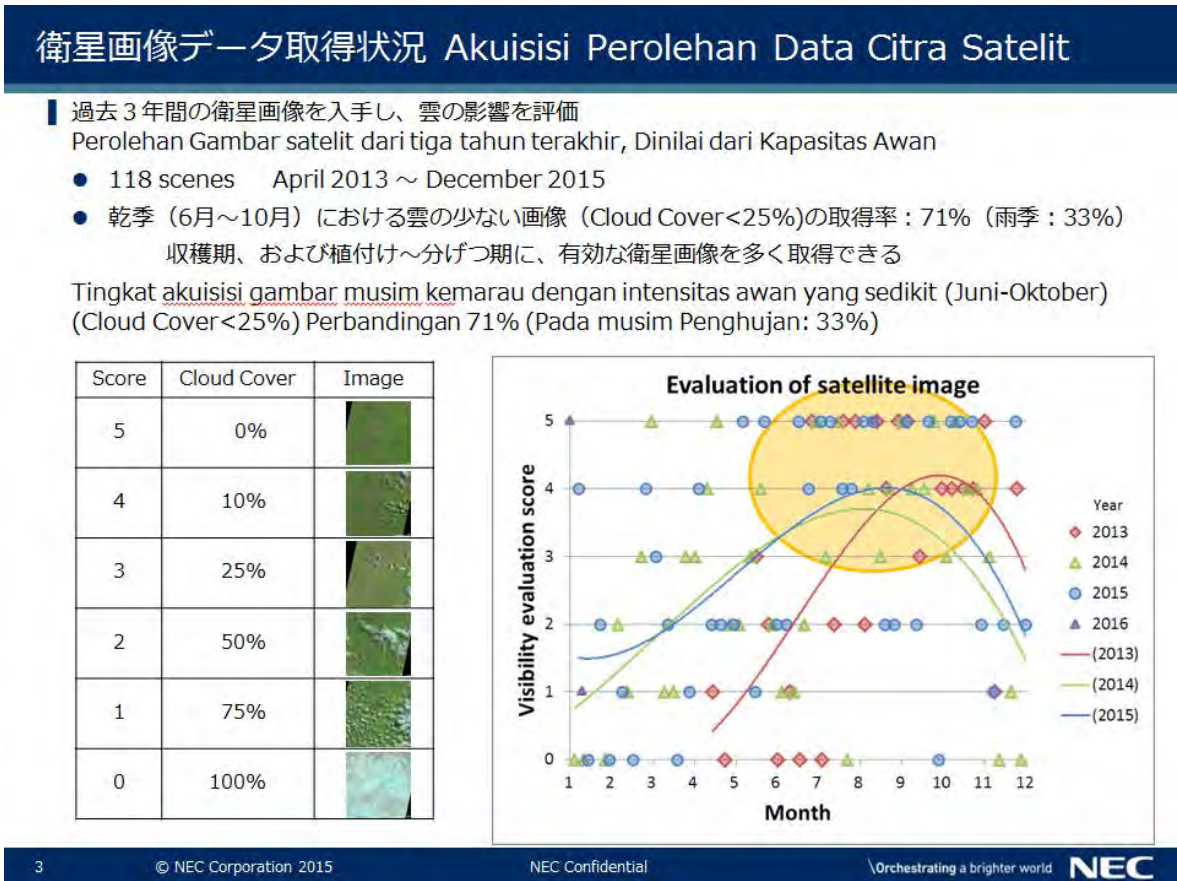 衛星画像データ取得状況 Akuisisi Perolehan Data Citra Satelit
過去３年間の衛星画像を入手し、雲の影響を評価
Perolehan Gambar satelit dari tiga tahun terakhir, Dinilai dari Kapasitas Awan
● 118 scenes April 2013 ～ December 2015
● 乾季（6月～10月）における雲の少ない画像（Cloud Cover<25%)の取得率：71%（雨季：33%）
収穫期、および植付け～分げつ期に、有効な衛星画像を多く取得できる
Tingkat akuisisi gambar musim kemarau dengan intensitas awan yang sedikit (Juni-Oktober)
(Cloud Cover<25%) Perbandingan 71% (Pada musim Penghujan: 33%)
Score Cloud Cover Image
5 0%
4 10%
3 25%
2 50%
1 75%
0 100%
Evaluation of satellite image
Visibility evaluation score
5
4
3
2
1
0
1 2 3 4 5 6 7 8 9 10 11 12
Month
Year
2013
2014
2015
2016
(2013)
(2014)
(2015)
3 © NEC Corporation 2015 NEC Confidential \Orchestrating a brighter world NEC